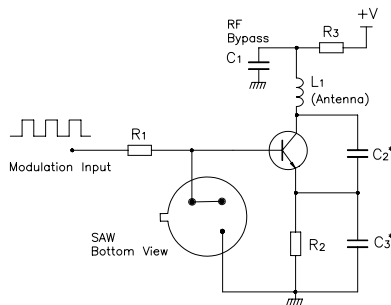 +V
RF
Bypass
R3
C1
L1
(Antenna)
R1
Modulation Input
C2*
SAW
Bottom View
R2
C3*